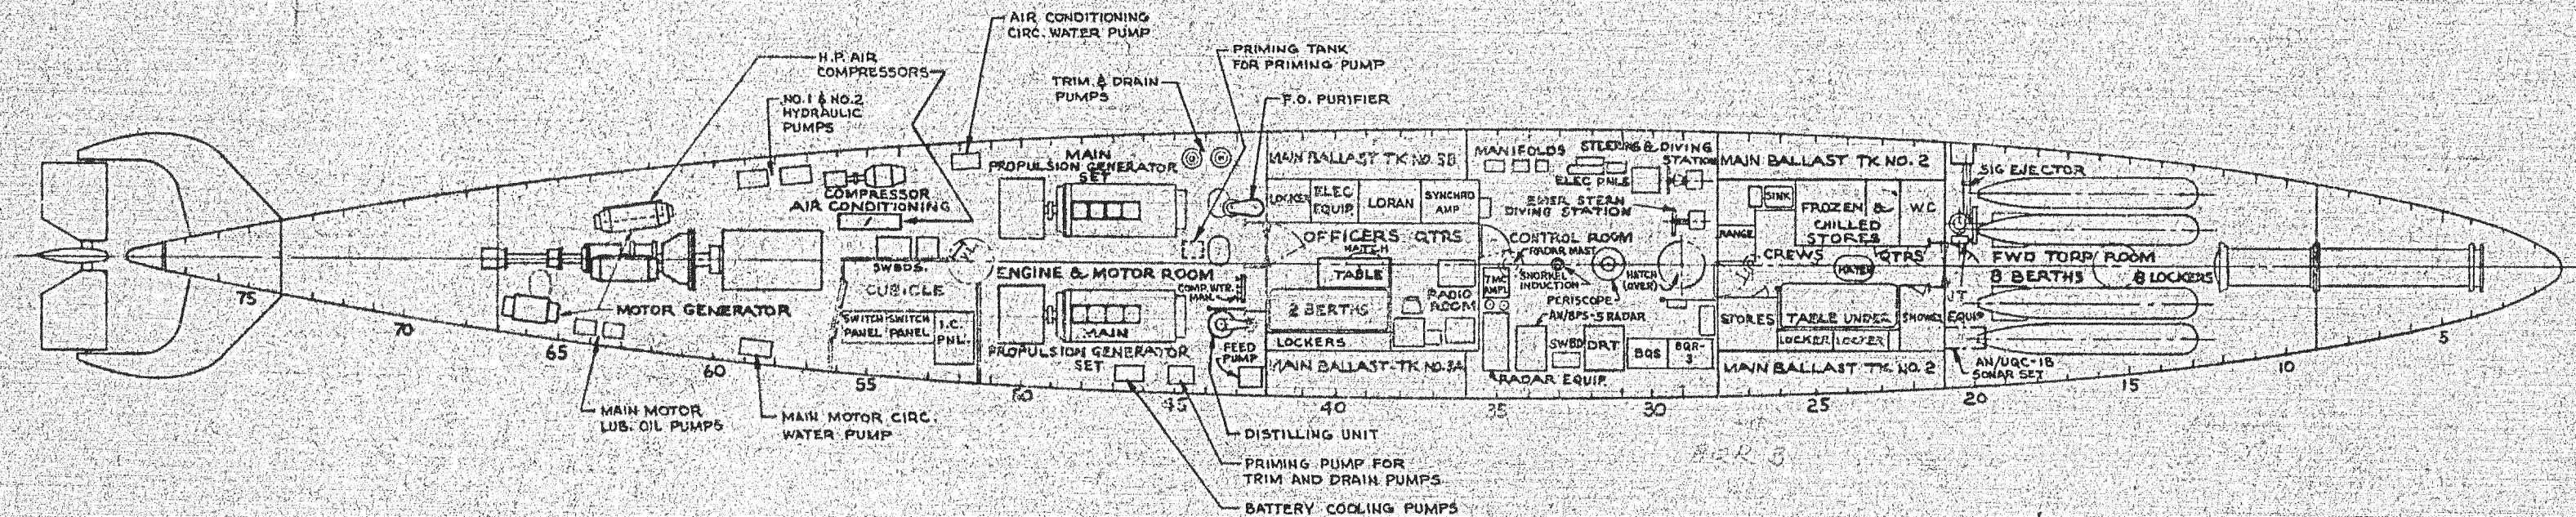 AIR CONDITIONING
CIRC. WATER PUMP
H.P. AIR
COMPRESSORS
PRIMING TANK
FOR PRIMING PUMP
TRIM & DRAIN
PUMPS
NO. 1 & NO. 2
HYDRAULIC
PUMPS
F.O. PURIFIER
MAIN
PROPULSION GENERATOR
SET
COMPRESSOR
AIR CONDITIONING
MAIN BALLAST TK NO. 3B
MANIFOLDS
STEERING & DIVING
STATION
MAIN BALLAST TK NO. 2
SIG EJECTOR
ELEC PNLS
LOCKER
ELEC
EQUIP.
LORAN
SYNCHRO
AMP
EMER STERN
DIVING STATION
SINK
FROZEN &
CHILLED
STORES
W.C
RANGE
OFFICERS QTRS
HATCH
TABLE
CONTROL ROOM
RADAR MAST
SNORKEL
INDUCTION
HATCH
(OVER)
PERISCOPE
CREWS
HATCH
QTRS
FWD TORP ROOM
8 BERTHS
8 LOCKERS
SWBDS.
ENGINE & MOTOR ROOM
COMP. WTR.
MAN.
CUBICLE
7MC
AMPL
RADIO
ROOM
2 BERTHS
MOTOR GENERATOR
SWITCH
PANEL
SWITCH
PANEL
I.C.
PNL.
MAIN
PROPULSION GENERATOR
SET
FEED
PUMP
LOCKERS
AN/BPS-5 RADAR
SWBD
DRT
BQS
BQR-
3
STORES
TABLE UNDER
LOCKER
LOCKER
SHOWER
JT
EQUIP
MAIN BALLAST TK NO. 3A
RADAR EQUIP
MAIN BALLAST TK NO. 2
AN/UQC-1B
SONAR SET
75
70
65
60
55
50
45
40
35
30
25
20
15
10
5
MAIN MOTOR
LUB. OIL PUMPS
MAIN MOTOR CIRC.
WATER PUMP
DISTILLING UNIT
PRIMING PUMP FOR
TRIM AND DRAIN PUMPS
BATTERY COOLING PUMPS